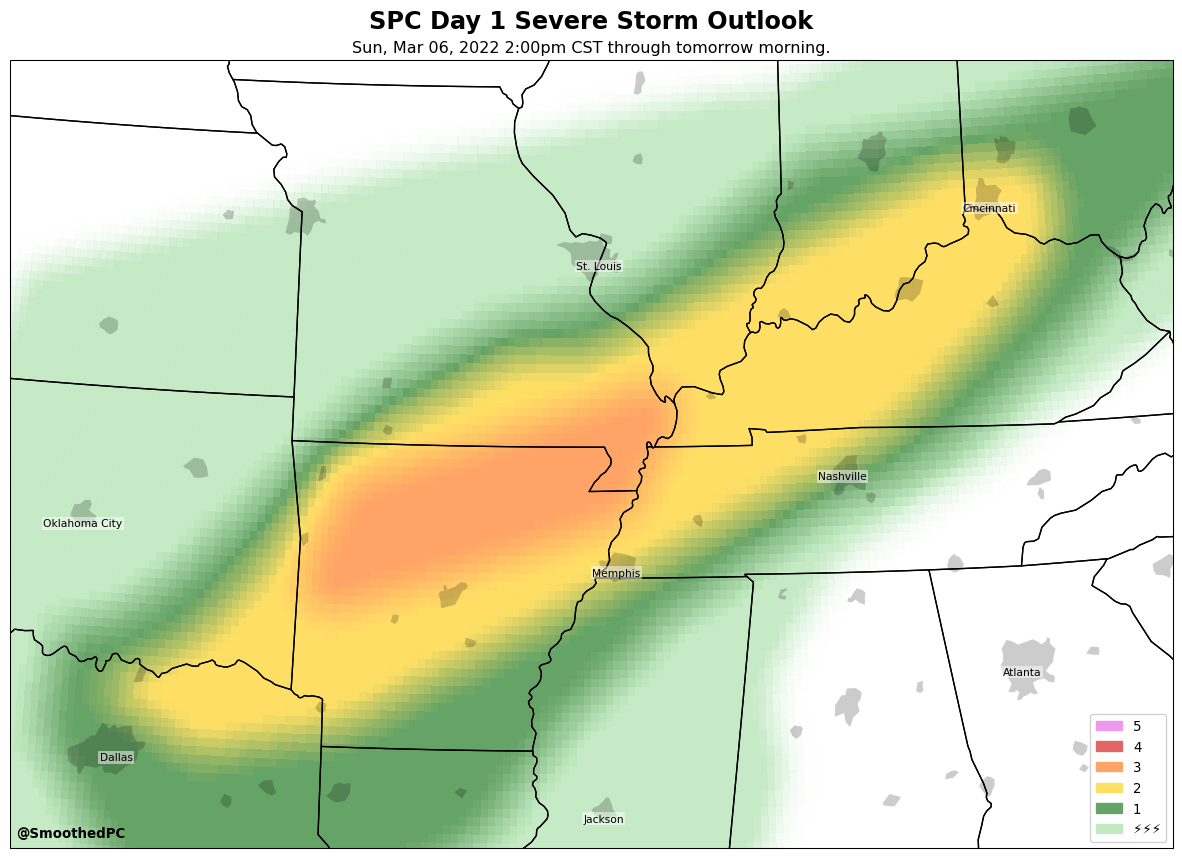 SPC Day 1 Severe Storm Outlook
Sun, Mar 06, 2022 2:00pm CST through tomorrow morning.
Cincinnati
St. Louis
Nashville
Oklahoma City
Memphis
Atlanta
Dallas
Jackson
5
4
3
2
1
⚡⚡⚡
@SmoothedPC